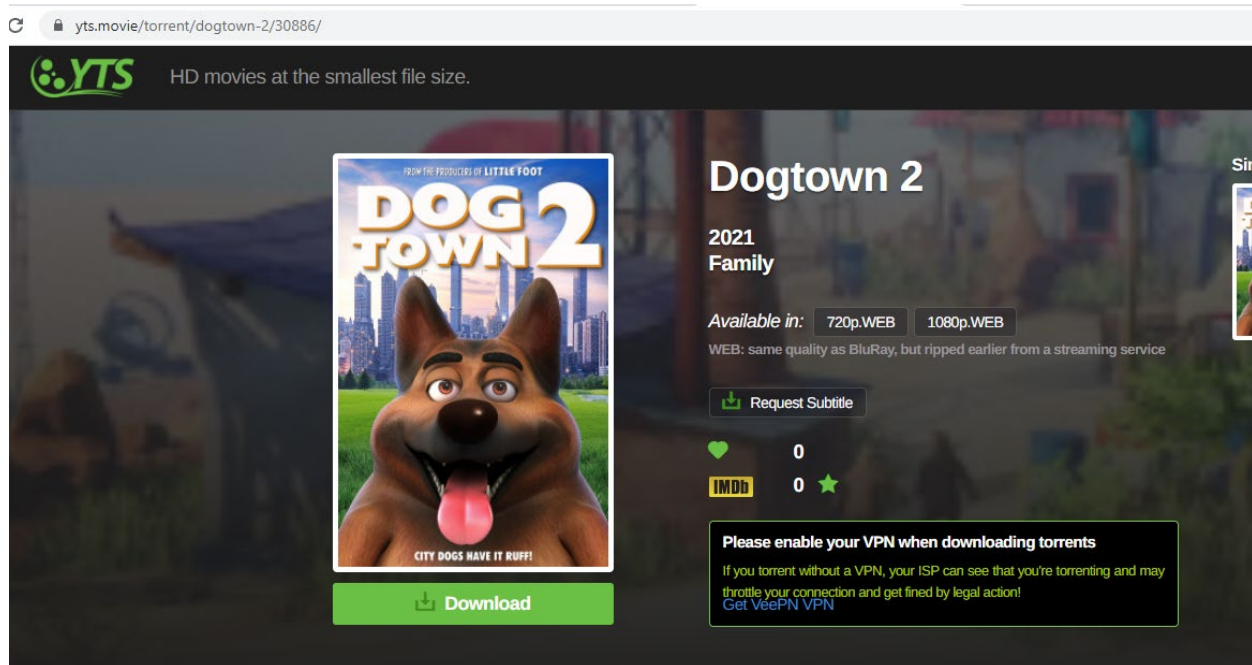 yts.movie/torrent/dogtown-2/30886/
YTS
HD movies at the smallest file size.
FROM THE PRODUCERS OF LITTLE FOOT
DOG
TOWN 2
CITY DOGS HAVE IT RUFF!
Download
Dogtown 2
2021
Family
Available in: 720p.WEB 1080p.WEB
WEB: same quality as BluRay, but ripped earlier from a streaming service
Request Subtitle
0
IMDb 0
Please enable your VPN when downloading torrents
If you torrent without a VPN, your ISP can see that you're torrenting and may
throttle your connection and get fined by legal action!
Get VeePN VPN